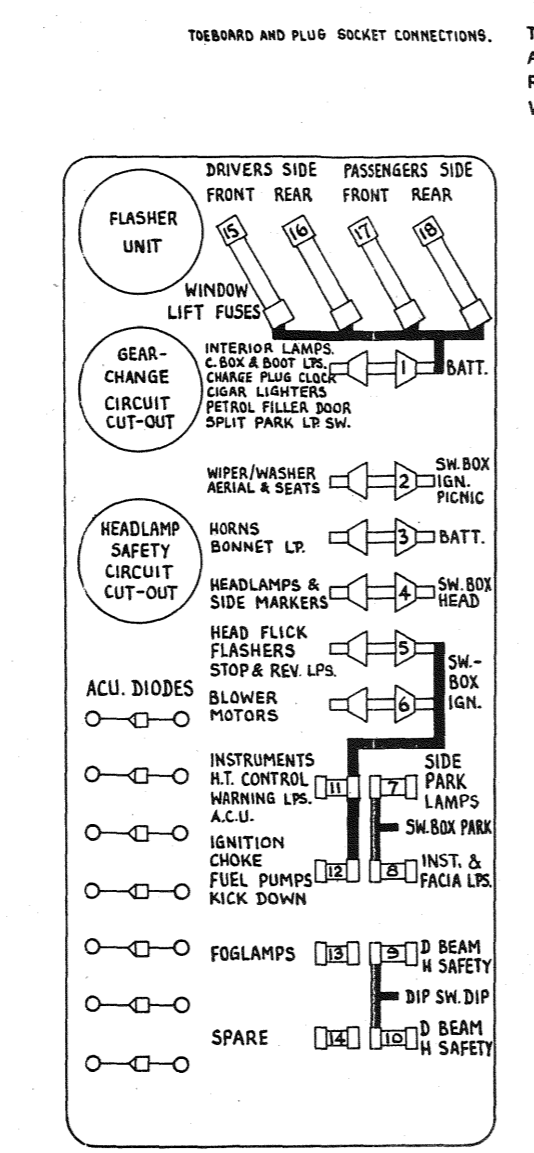 TOEBOARD AND PLUG SOCKET CONNECTIONS.
DRIVERS SIDE PASSENGERS SIDE
FRONT REAR FRONT REAR
FLASHER
UNIT
15 16 17 18
WINDOW
LIFT FUSES
GEAR-
CHANGE
CIRCUIT
CUT-OUT
INTERIOR LAMPS.
C.BOX & BOOT LPS.
CHARGE PLUG CLOCK
CIGAR LIGHTERS
PETROL FILLER DOOR
SPLIT PARK LP. SW.
1
BATT.
WIPER/WASHER
AERIAL & SEATS
2
SW. BOX
IGN.
PICNIC
HEADLAMP
SAFETY
CIRCUIT
CUT-OUT
HORNS
BONNET LP.
3
BATT.
HEADLAMPS &
SIDE MARKERS
4
SW. BOX
HEAD
HEAD FLICK
FLASHERS
STOP & REV. LPS.
5
SW.-
BOX
IGN.
ACU. DIODES
BLOWER
MOTORS
6
INSTRUMENTS
H.T. CONTROL
WARNING LPS.
A.C.U.
11
7
SIDE
PARK
LAMPS
SW.BOX PARK
IGNITION
CHOKE
FUEL PUMPS
KICK DOWN
12
8
INST. &
FACIA LPS.
FOGLAMPS
13
9
D BEAM
H SAFETY
DIP SW. DIP
SPARE
14
10
D BEAM
H SAFETY